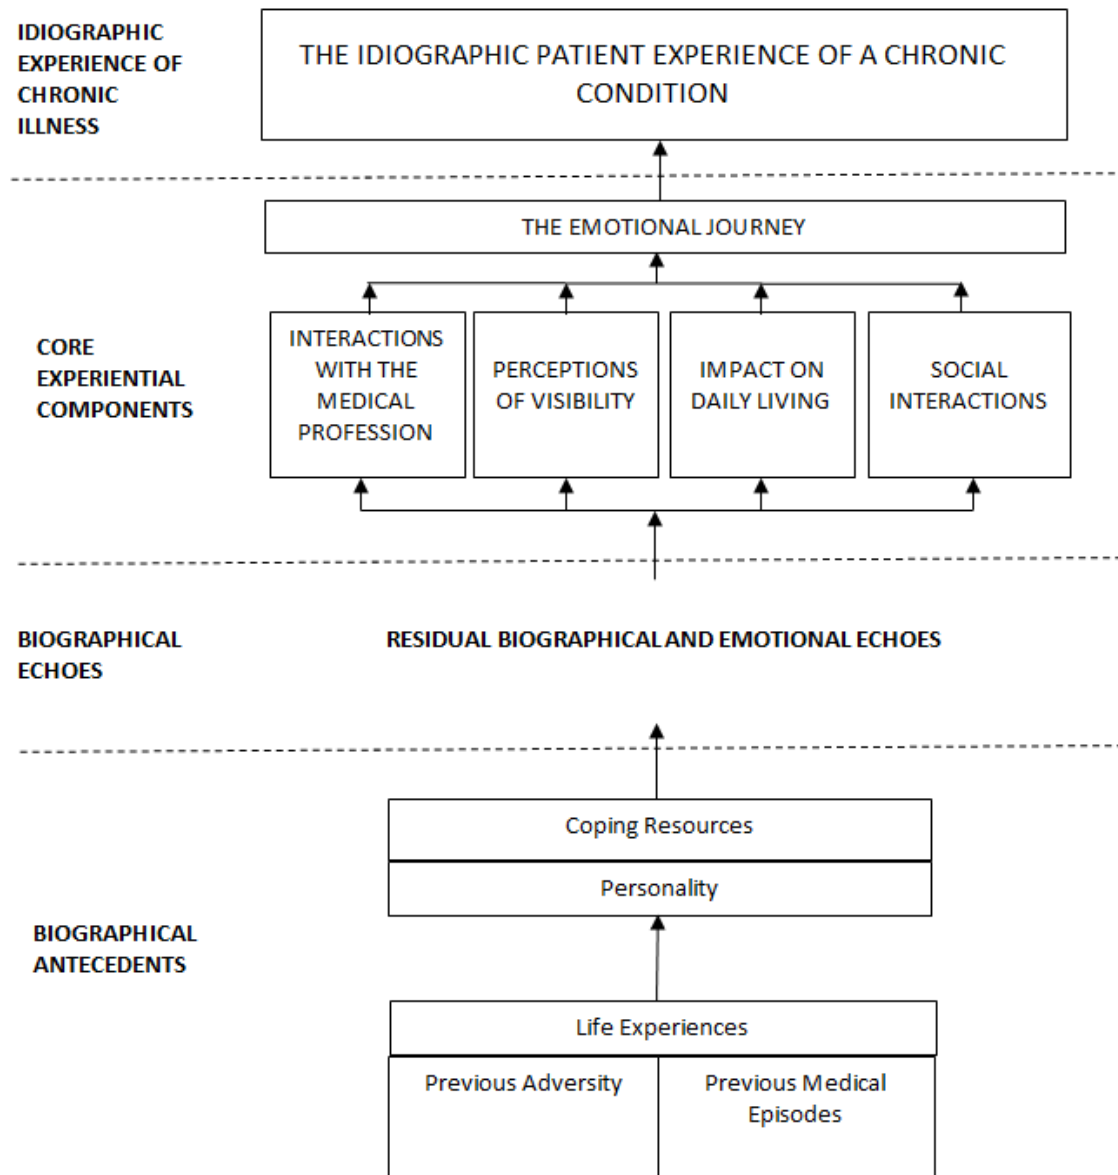 IDIOGRAPHIC
EXPERIENCE OF
CHRONIC
ILLNESS
THE IDIOGRAPHIC PATIENT EXPERIENCE OF A CHRONIC
CONDITION
THE EMOTIONAL JOURNEY
CORE
EXPERIENTIAL
COMPONENTS
INTERACTIONS
WITH THE
MEDICAL
PROFESSION
PERCEPTIONS
OF VISIBILITY
IMPACT ON
DAILY LIVING
SOCIAL
INTERACTIONS
BIOGRAPHICAL
ECHOES
RESIDUAL BIOGRAPHICAL AND EMOTIONAL ECHOES
BIOGRAPHICAL
ANTECEDENTS
Coping Resources
Personality
Life Experiences
Previous Adversity
Previous Medical
Episodes